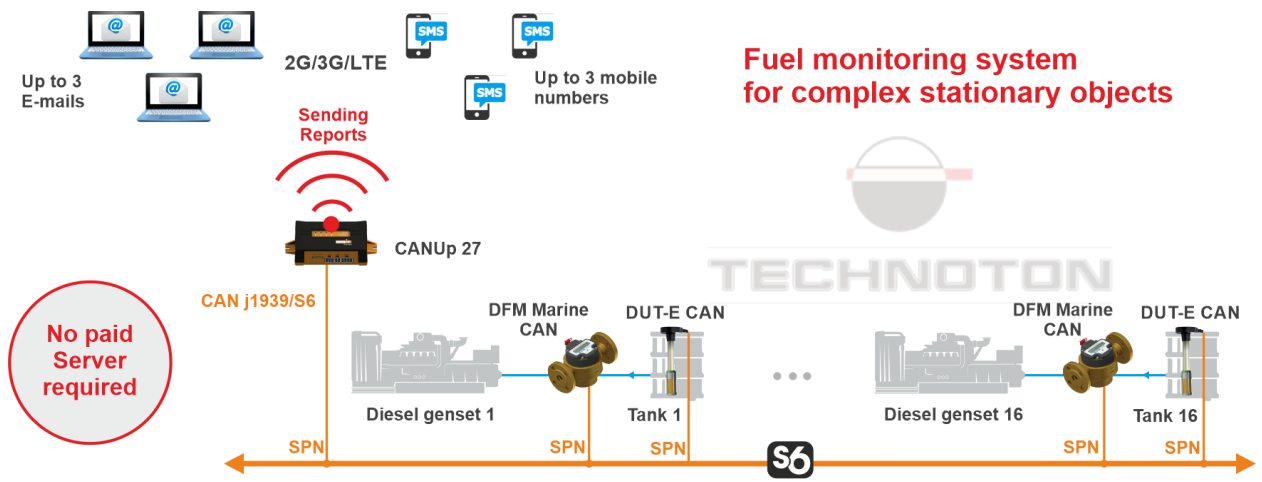 Up to 3
E-mails
2G/3G/LTE
SMS
SMS
SMS
Up to 3 mobile
numbers
Fuel monitoring system
for complex stationary objects
Sending
Reports
CANUp 27
TECHNOTON
CAN j1939/S6
No paid
Server
required
DFM Marine
CAN
DUT-E CAN
DFM Marine
CAN
DUT-E CAN
Diesel genset 1
Tank 1
Diesel genset 16
Tank 16
SPN
SPN
SPN
SPN
SPN
S6